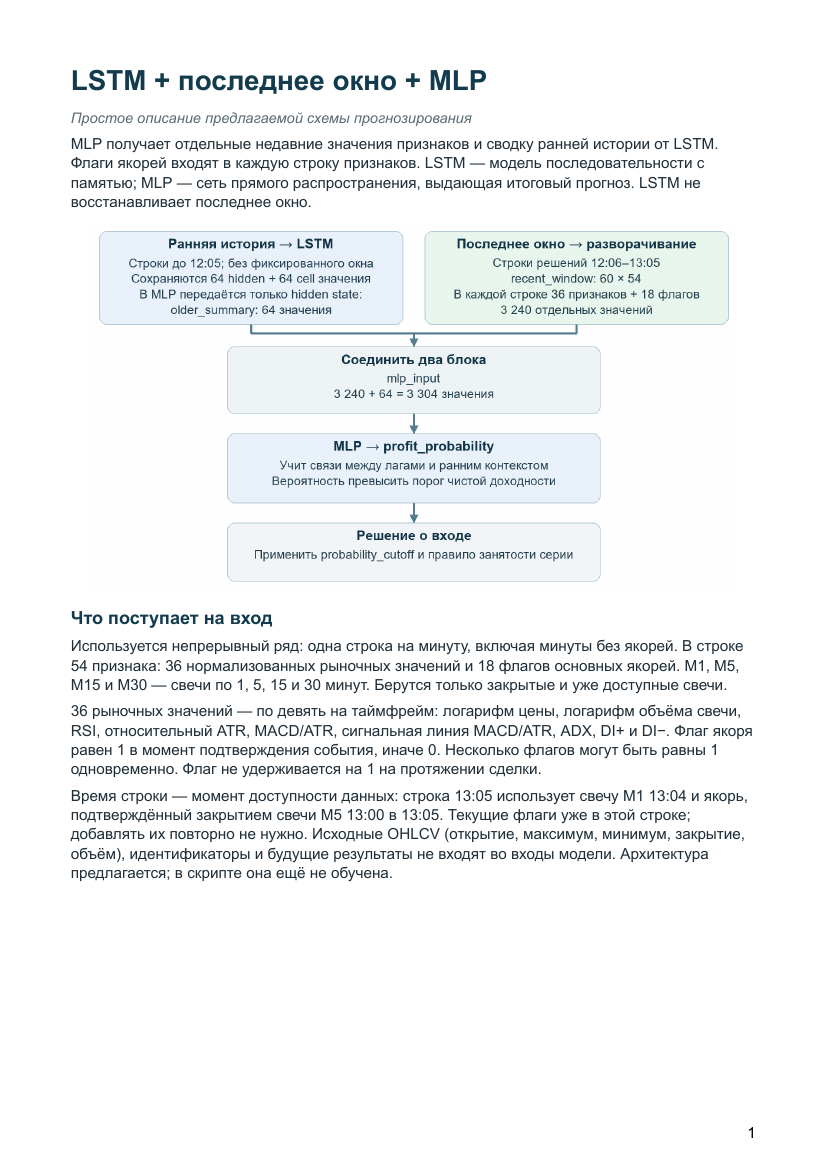 LSTM + последнее окно + MLP
Простое описание предлагаемой схемы прогнозирования
MLP получает отдельные недавние значения признаков и сводку ранней истории от LSTM.
Флаги якорей входят в каждую строку признаков. LSTM — модель последовательности с
памятью; MLP — сеть прямого распространения, выдающая итоговый прогноз. LSTM не
восстанавливает последнее окно.
Ранняя история → LSTM
Строки до 12:05; без фиксированного окна
Сохраняются 64 hidden + 64 cell значения
В MLP передаётся только hidden state:
older_summary: 64 значения
Последнее окно → разворачивание
Строки решений 12:06–13:05
recent_window: 60 × 54
В каждой строке 36 признаков + 18 флагов
3 240 отдельных значений
Соединить два блока
mlp_input
3 240 + 64 = 3 304 значения
MLP → profit_probability
Учит связи между лагами и ранним контекстом
Вероятность превысить порог чистой доходности
Решение о входе
Применить probability_cutoff и правило занятости серии
Что поступает на вход
Используется непрерывный ряд: одна строка на минуту, включая минуты без якорей. В строке
54 признака: 36 нормализованных рыночных значений и 18 флагов основных якорей. M1, M5,
M15 и M30 — свечи по 1, 5, 15 и 30 минут. Берутся только закрытые и уже доступные свечи.
36 рыночных значений — по девять на таймфрейм: логарифм цены, логарифм объёма свечи,
RSI, относительный ATR, MACD/ATR, сигнальная линия MACD/ATR, ADX, DI+ и DI−. Флаг якоря
равен 1 в момент подтверждения события, иначе 0. Несколько флагов могут быть равны 1
одновременно. Флаг не удерживается на 1 на протяжении сделки.
Время строки — момент доступности данных: строка 13:05 использует свечу M1 13:04 и якорь,
подтверждённый закрытием свечи M5 13:00 в 13:05. Текущие флаги уже в этой строке;
добавлять их повторно не нужно. Исходные OHLCV (открытие, максимум, минимум, закрытие,
объём), идентификаторы и будущие результаты не входят во входы модели. Архитектура
предлагается; в скрипте она ещё не обучена.
1